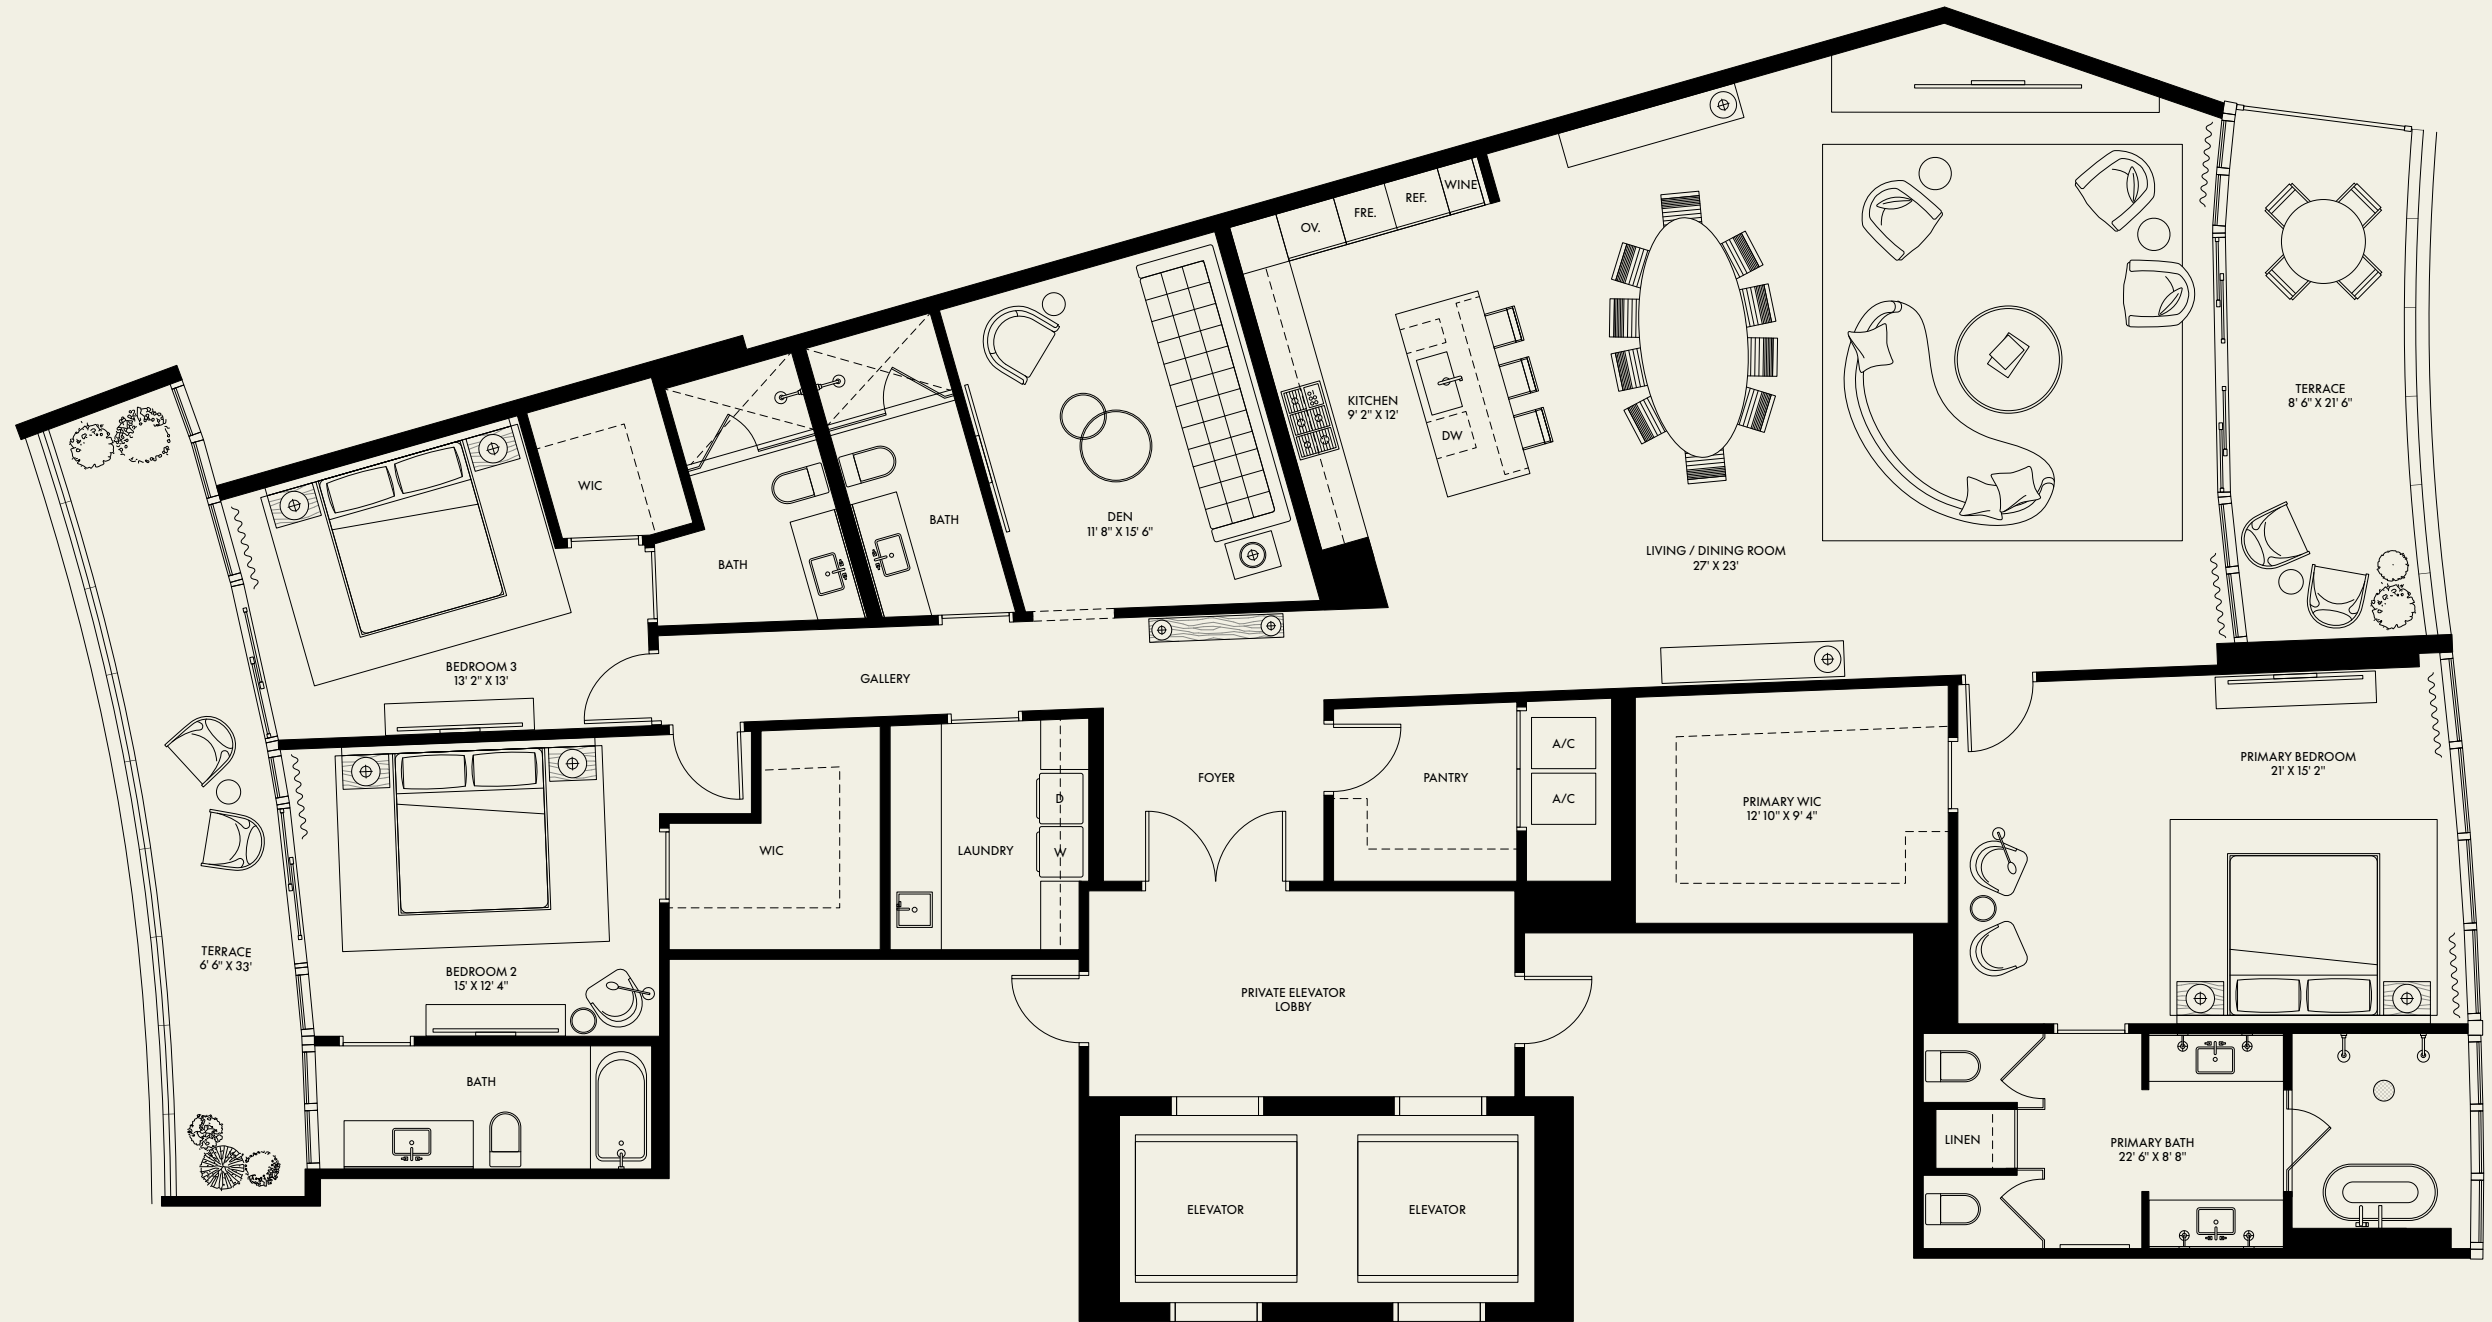 WINE
REF.
FRE.
OV.
TERRACE
8' 6" X 21' 6"
KITCHEN
9' 2" X 12'
DW
WIC
BATH
DEN
11' 8" X 15' 6"
LIVING / DINING ROOM
27' X 23'
BATH
BEDROOM 3
13' 2" X 13'
GALLERY
A/C
PRIMARY BEDROOM
21' X 15' 2"
FOYER
PANTRY
D
A/C
PRIMARY WIC
12' 10" X 9' 4"
WIC
LAUNDRY
W
TERRACE
6' 6" X 33'
BEDROOM 2
15' X 12' 4"
PRIVATE ELEVATOR
LOBBY
BATH
LINEN
PRIMARY BATH
22' 6" X 8' 8"
ELEVATOR
ELEVATOR